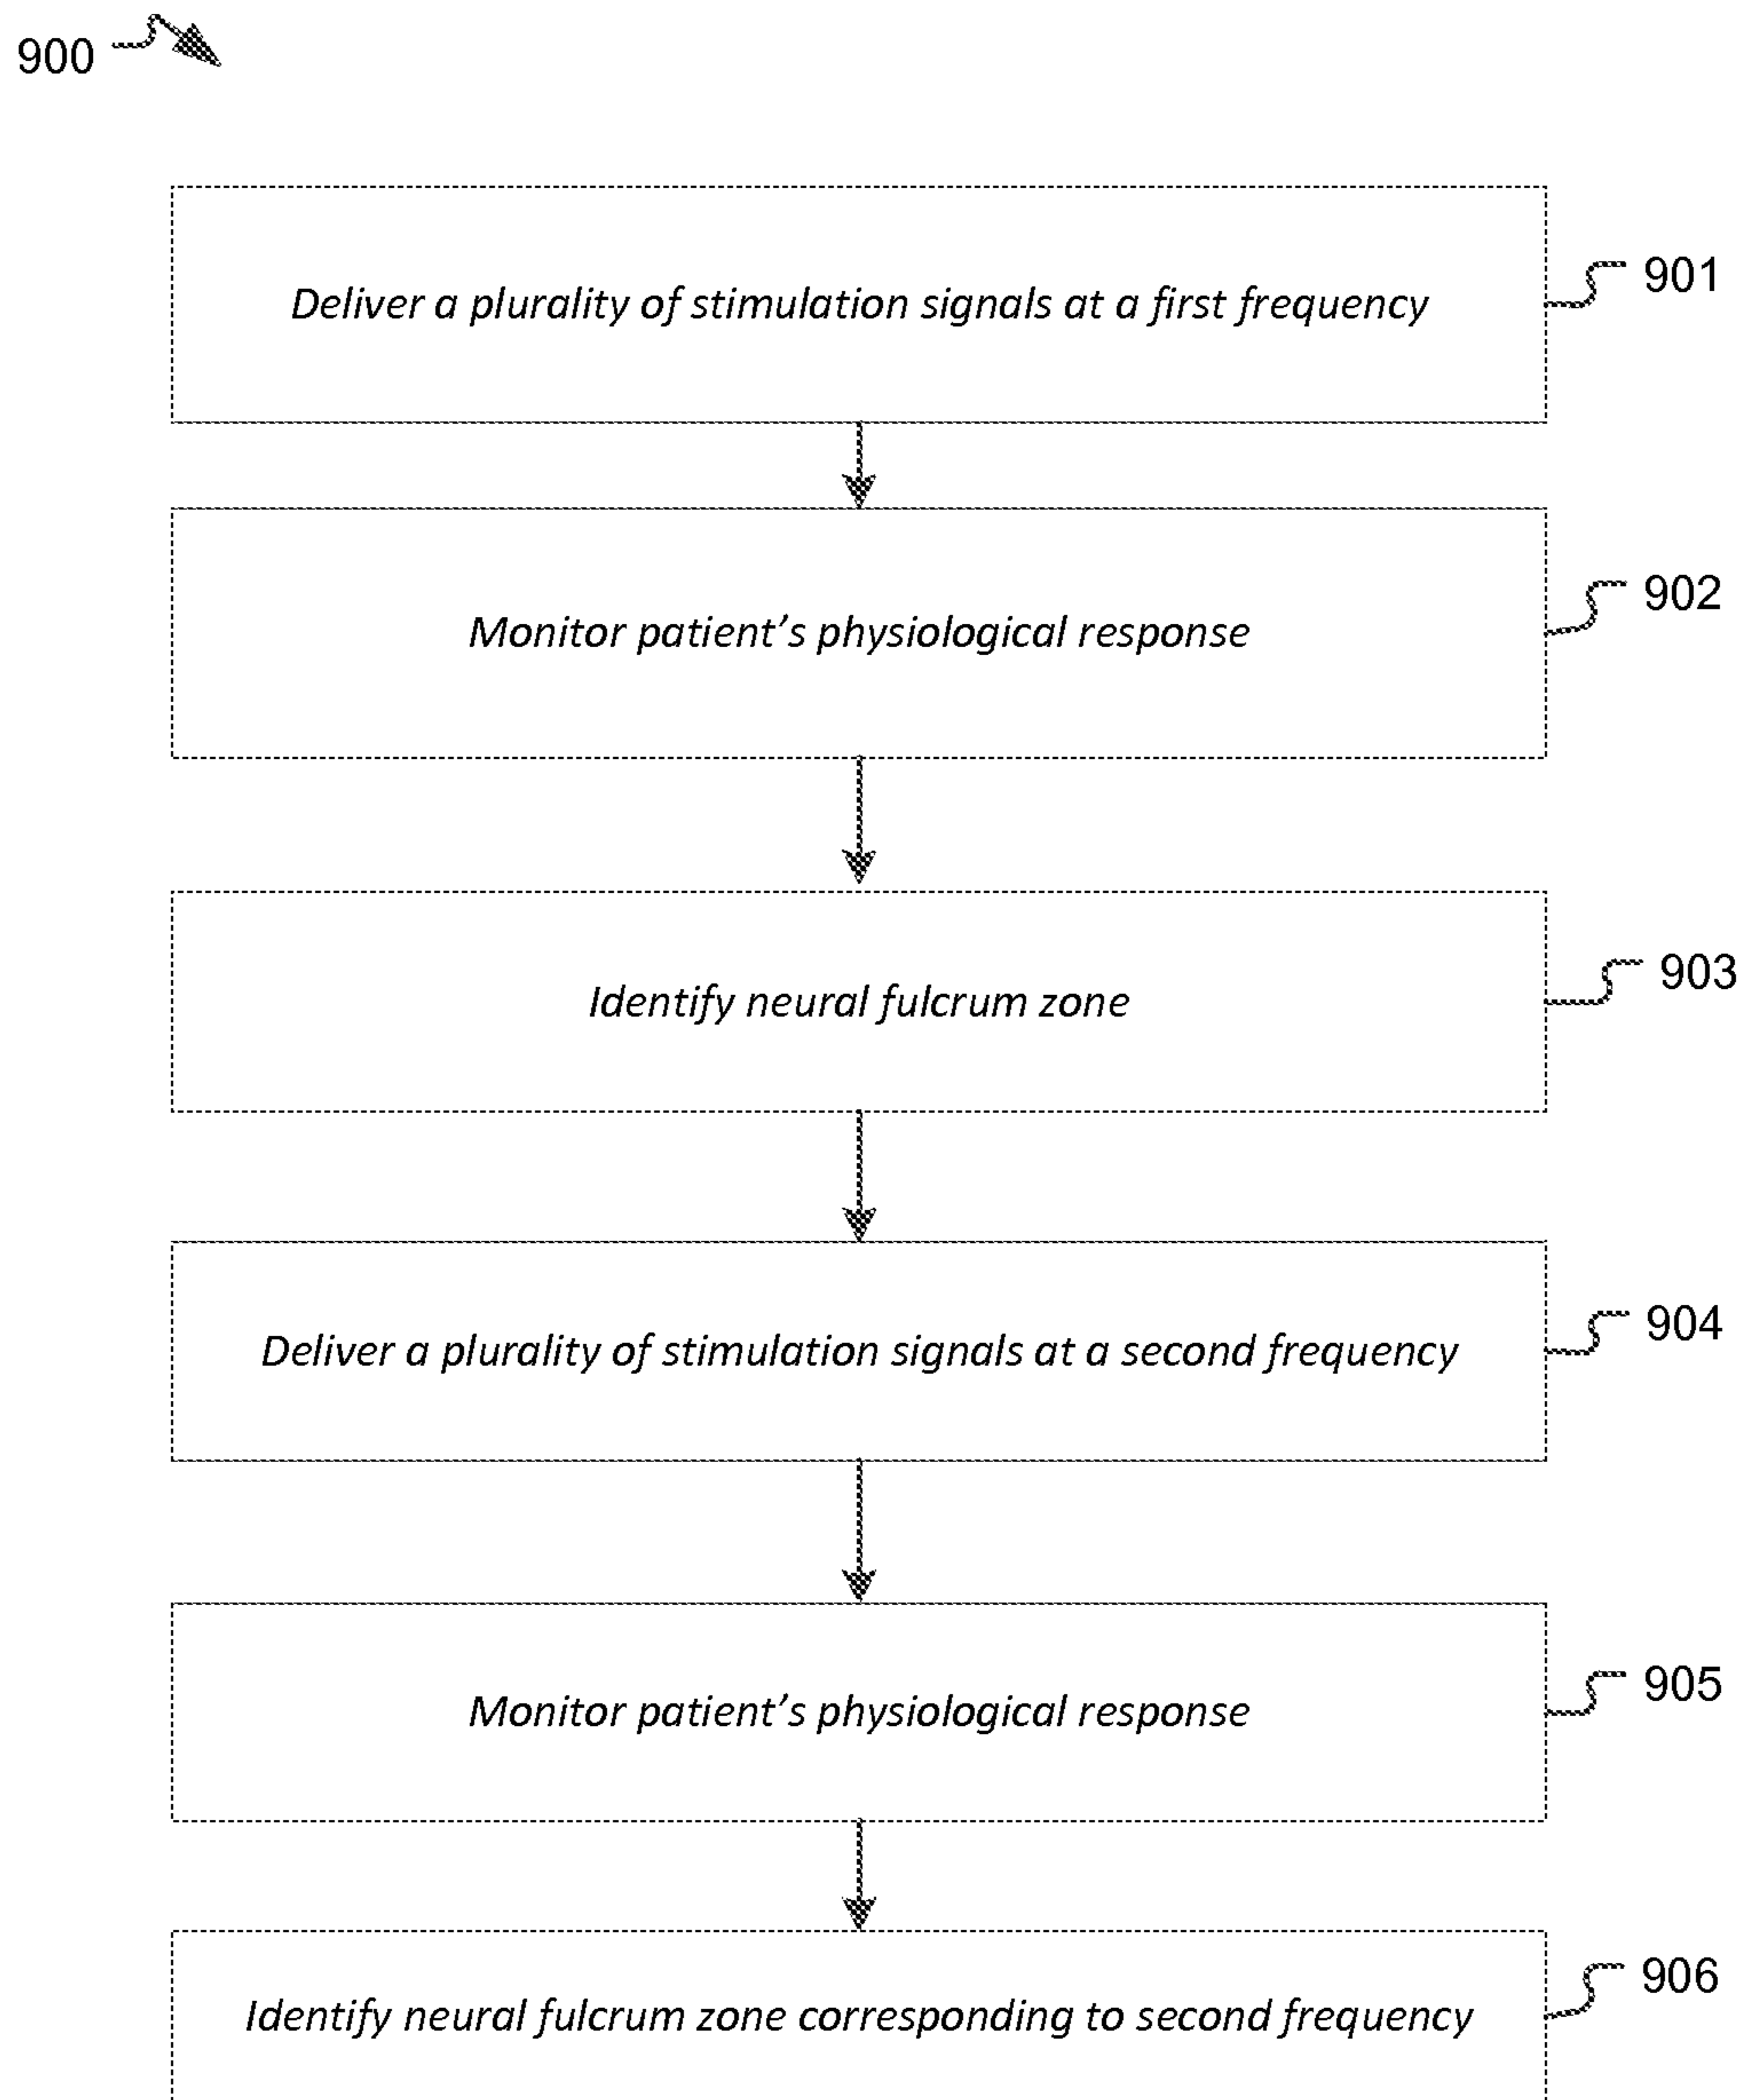 900
Deliver a plurality of stimulation signals at a first frequency
901
Monitor patient’s physiological response
902
Identify neural fulcrum zone
903
Deliver a plurality of stimulation signals at a second frequency
904
Monitor patient’s physiological response
905
Identify neural fulcrum zone corresponding to second frequency
906